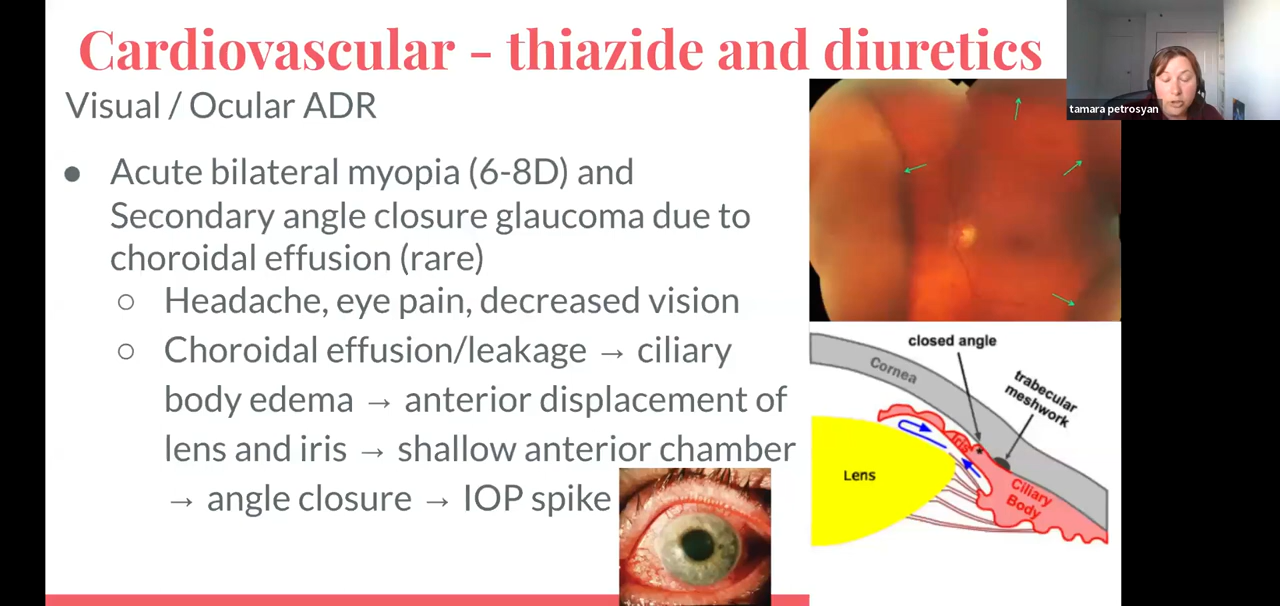 Cardiovascular - thiazide and diuretics
tamara petrosyan
Visual / Ocular ADR
● Acute bilateral myopia (6-8D) and
Secondary angle closure glaucoma due to
choroidal effusion (rare)
○ Headache, eye pain, decreased vision
○ Choroidal effusion/leakage → ciliary
body edema → anterior displacement of
lens and iris → shallow anterior chamber
→ angle closure → IOP spike
closed angle
Cornea
trabecular
meshwork
Iris
Lens
Ciliary
Body